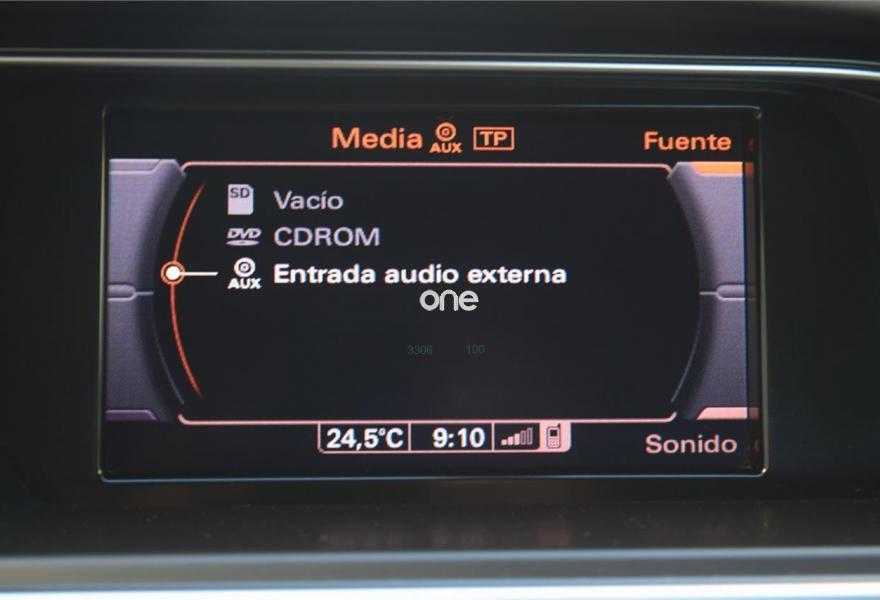 Media AUX TP Fuente
SD Vacío
DVD CDROM
AUX Entrada audio externa
one
3306 100
24,5°C 9:10
Sonido